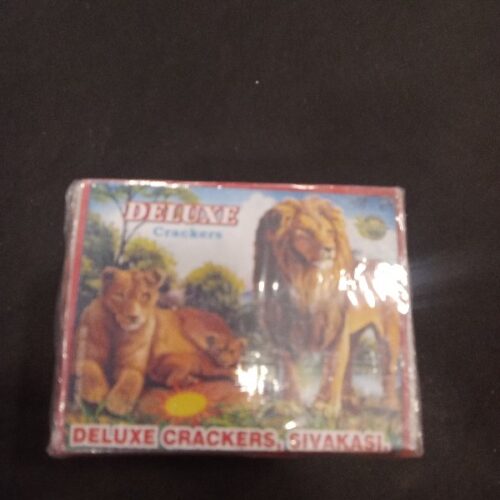 DELUXE
Crackers
DELUXE CRACKERS, SIVAKASI.